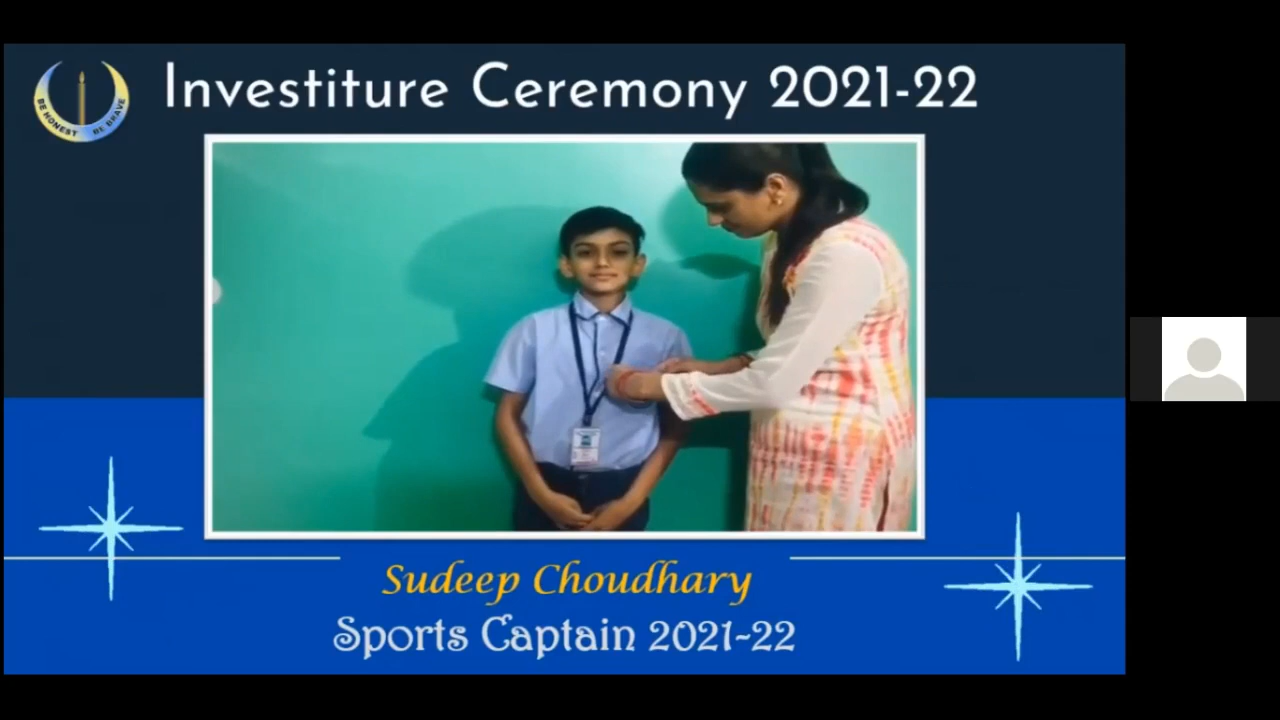 BE HONEST BE BRAVE
Investiture Ceremony 2021-22
Sudeep Choudhary
Sports Captain 2021-22